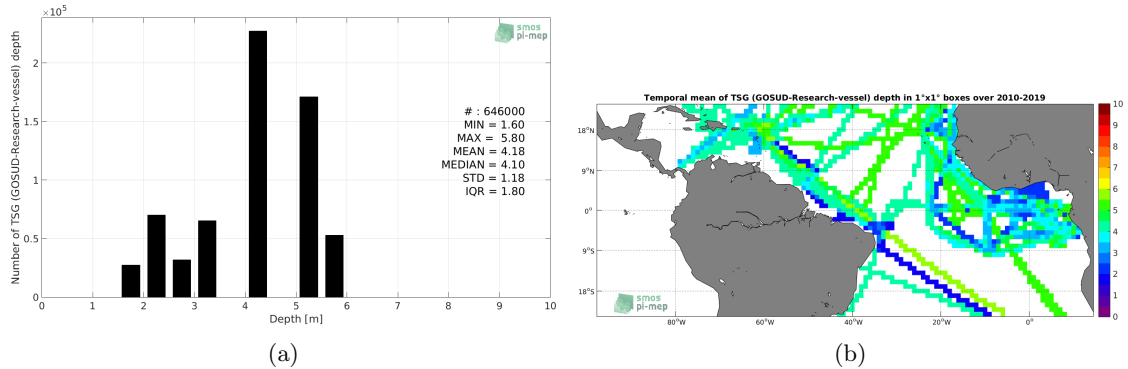 ×10⁵
2
1.5
1
0.5
0
Number of TSG (GOSUD-Research-vessel) depth
smos
pi-mep
# : 646000
MIN = 1.60
MAX = 5.80
MEAN = 4.18
MEDIAN = 4.10
STD = 1.18
IQR = 1.80
0 1 2 3 4 5 6 7 8 9 10
Depth [m]
(a)
Temporal mean of TSG (GOSUD-Research-vessel) depth in 1°x1° boxes over 2010-2019
18°N
9°N
0°
9°S
18°S
smos
pi-mep
80°W 60°W 40°W 20°W 0°
10
9
8
7
6
5
4
3
2
1
0
(b)